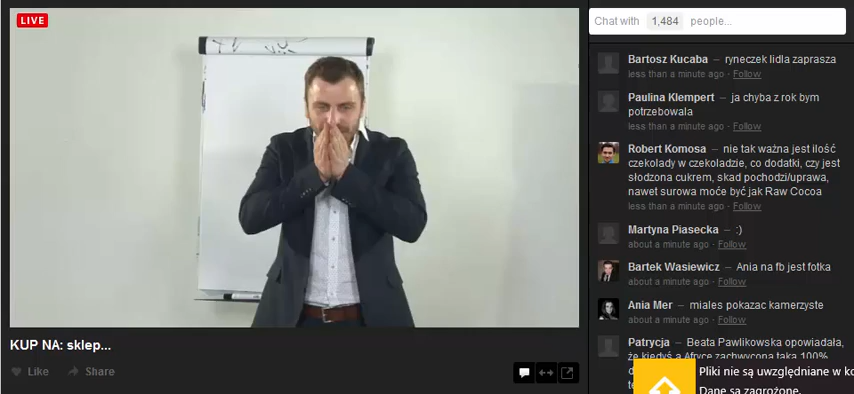 LIVE
KUP NA: sklep...
Like
Share
Chat with 1,484 people...
Bartosz Kucaba – ryneczek lidla zaprasza
less than a minute ago · Follow
Paulina Klempert – ja chyba z rok bym
potrzebowala
less than a minute ago · Follow
Robert Komosa – nie tak ważna jest ilość
czekolady w czekoladzie, co dodatki, czy jest
słodzona cukrem, skad pochodzi/uprawa,
nawet surowa moče być jak Raw Cocoa
less than a minute ago · Follow
Martyna Piasecka – :)
about a minute ago · Follow
Bartek Wasiewicz – Ania na fb jest fotka
about a minute ago · Follow
Ania Mer – miales pokazac kamerzyste
about a minute ago · Follow
Patrycja – Beata Pawlikowska opowiadała,
że kiedyś a Afryce zachwycona taka 100%
Pliki nie są uwzględniane w ko
Dane są zagrożone.